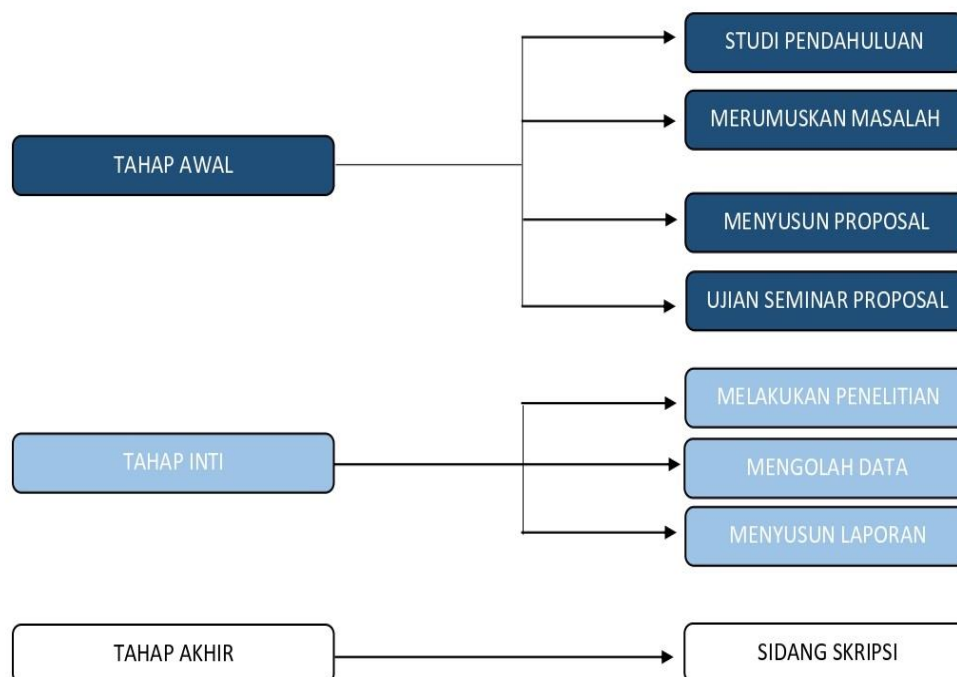 TAHAP AWAL
STUDI PENDAHULUAN
MERUMUSKAN MASALAH
MENYUSUN PROPOSAL
UJIAN SEMINAR PROPOSAL
TAHAP INTI
MELAKUKAN PENELITIAN
MENGOLAH DATA
MENYUSUN LAPORAN
TAHAP AKHIR
SIDANG SKRIPSI